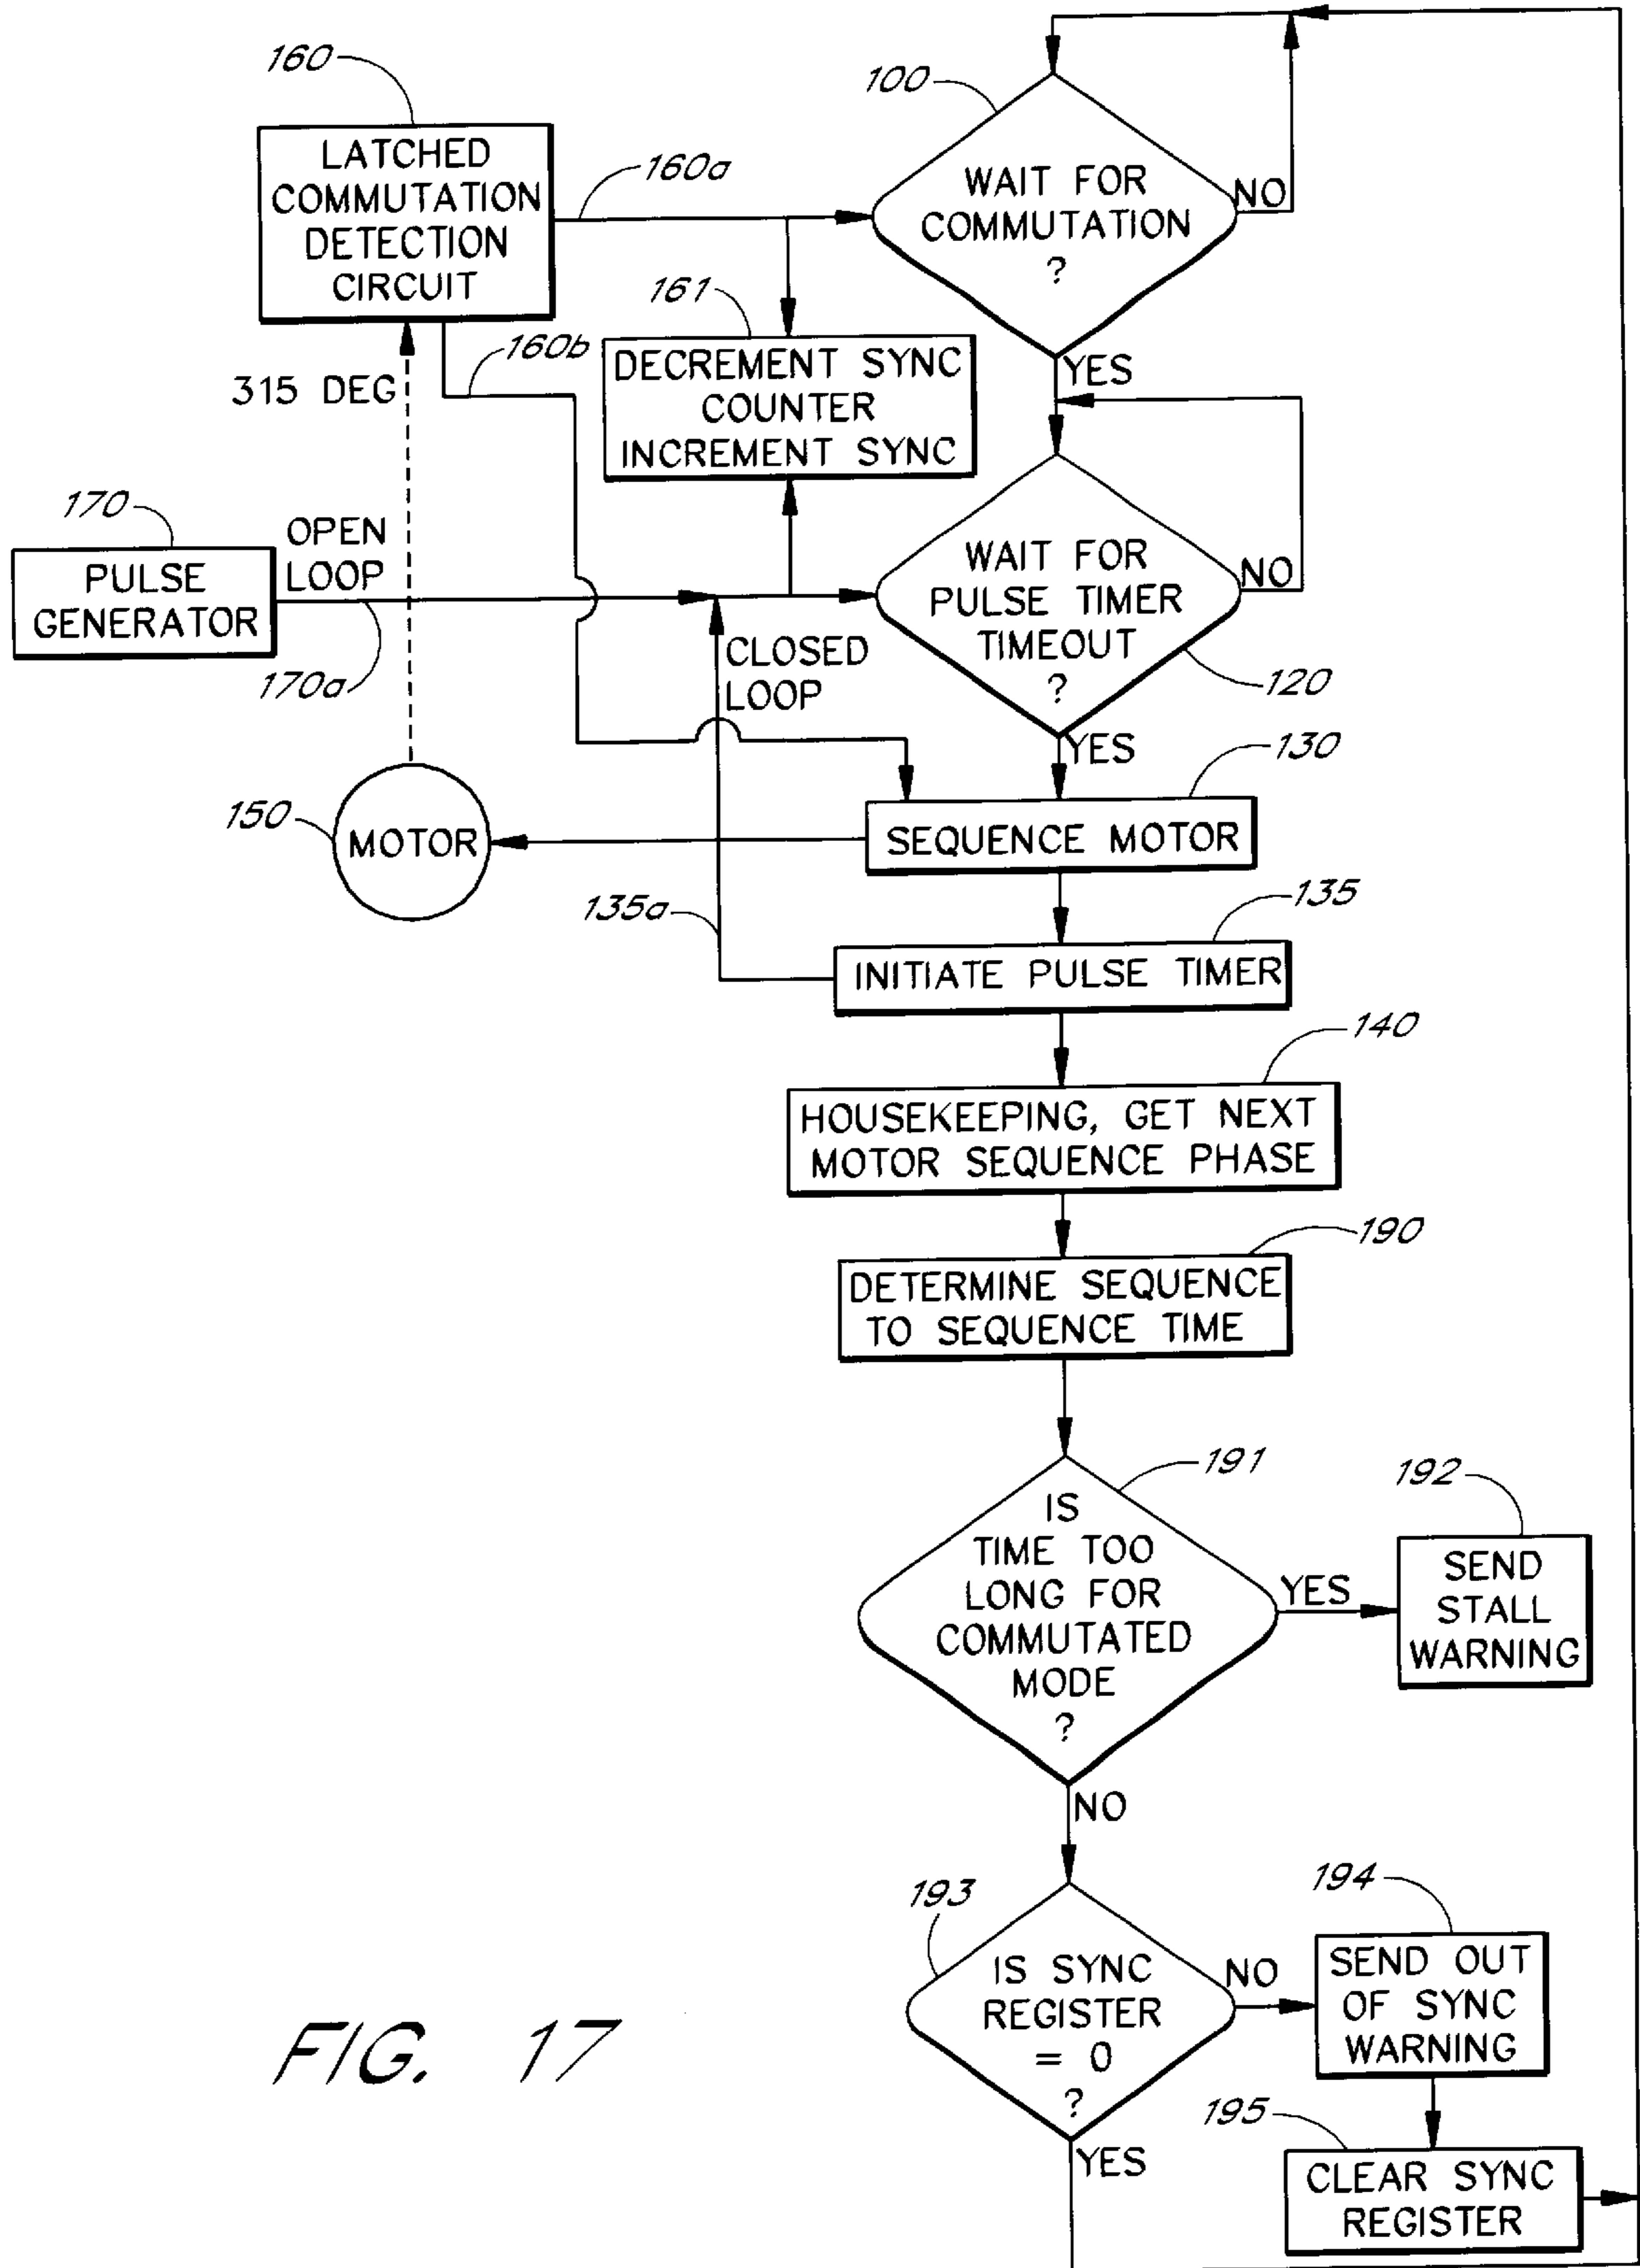 160
LATCHED
COMMUTATION
DETECTION
CIRCUIT
160a
100
WAIT FOR
COMMUTATION
?
NO
YES
161
DECREMENT SYNC
COUNTER
INCREMENT SYNC
160b
315 DEG
170
PULSE
GENERATOR
OPEN
LOOP
170a
CLOSED
LOOP
WAIT FOR
PULSE TIMER
TIMEOUT
?
NO
120
YES
130
SEQUENCE MOTOR
150
MOTOR
135a
135
INITIATE PULSE TIMER
140
HOUSEKEEPING, GET NEXT
MOTOR SEQUENCE PHASE
190
DETERMINE SEQUENCE
TO SEQUENCE TIME
191
IS
TIME TOO
LONG FOR
COMMUTATED
MODE
?
YES
192
SEND
STALL
WARNING
NO
193
IS SYNC
REGISTER
= 0
?
NO
194
SEND OUT
OF SYNC
WARNING
YES
195
CLEAR SYNC
REGISTER
FIG. 17